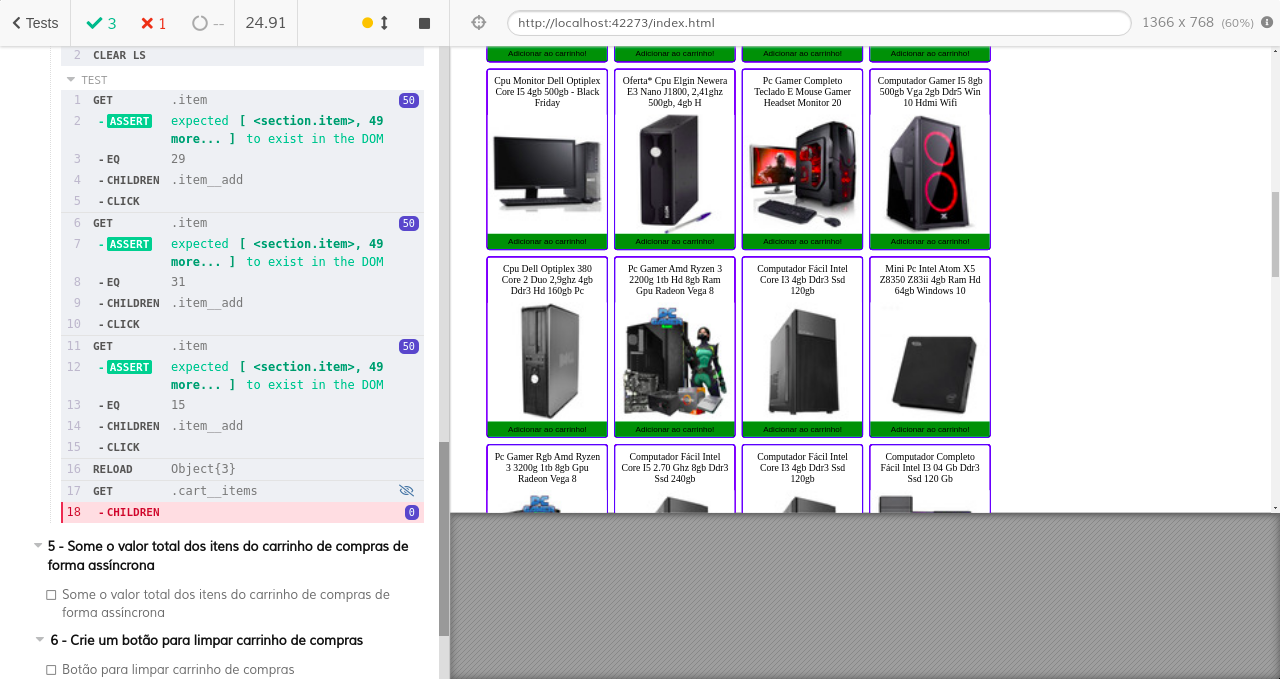 Tests
3
1
--
24.91
http://localhost:42273/index.html
1366 x 768 (60%)
2 CLEAR LS
TEST
1 GET .item 50
2 -ASSERT expected [ <section.item>, 49
more... ] to exist in the DOM
3 -EQ 29
4 -CHILDREN .item__add
5 -CLICK
6 GET .item 50
7 -ASSERT expected [ <section.item>, 49
more... ] to exist in the DOM
8 -EQ 31
9 -CHILDREN .item__add
10 -CLICK
11 GET .item 50
12 -ASSERT expected [ <section.item>, 49
more... ] to exist in the DOM
13 -EQ 15
14 -CHILDREN .item__add
15 -CLICK
16 RELOAD Object{3}
17 GET .cart__items
18 -CHILDREN 0
5 - Some o valor total dos itens do carrinho de compras de
forma assíncrona
Some o valor total dos itens do carrinho de compras de
forma assíncrona
6 - Crie um botão para limpar carrinho de compras
Botão para limpar carrinho de compras
Adicionar ao carrinho!
Adicionar ao carrinho!
Adicionar ao carrinho!
Adicionar ao carrinho!
Cpu Monitor Dell Optiplex
Core I5 4gb 500gb - Black
Friday
Adicionar ao carrinho!
Oferta* Cpu Elgin Newera
E3 Nano J1800, 2,41ghz
500gb, 4gb H
Adicionar ao carrinho!
Pc Gamer Completo
Teclado E Mouse Gamer
Headset Monitor 20
Adicionar ao carrinho!
Computador Gamer I5 8gb
500gb Vga 2gb Ddr5 Win
10 Hdmi Wifi
Adicionar ao carrinho!
Cpu Dell Optiplex 380
Core 2 Duo 2,9ghz 4gb
Ddr3 Hd 160gb Pc
Adicionar ao carrinho!
Pc Gamer Amd Ryzen 3
2200g 1tb Hd 8gb Ram
Gpu Radeon Vega 8
Adicionar ao carrinho!
Computador Fácil Intel
Core I3 4gb Ddr3 Ssd
120gb
Adicionar ao carrinho!
Mini Pc Intel Atom X5
Z8350 Z83ii 4gb Ram Hd
64gb Windows 10
Adicionar ao carrinho!
Pc Gamer Rgb Amd Ryzen
3 3200g 1tb 8gb Gpu
Radeon Vega 8
Computador Fácil Intel
Core I5 2.70 Ghz 8gb Ddr3
Ssd 240gb
Computador Fácil Intel
Core I3 4gb Ddr3 Ssd
120gb
Computador Completo
Fácil Intel I3 04 Gb Ddr3
Ssd 120 Gb